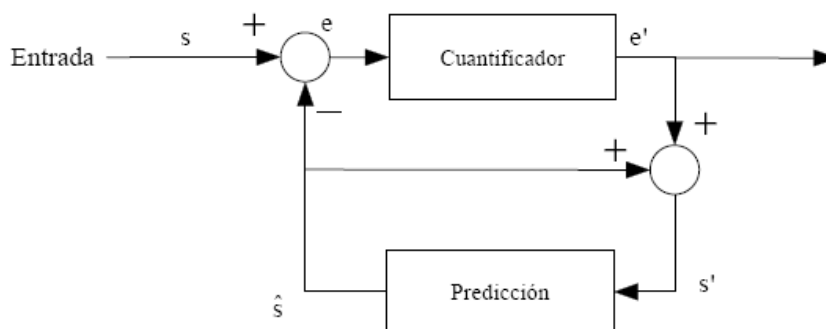 s
+
e
e'
Entrada
Cuantificador
—
+
+
Predicción
s'
ŝ